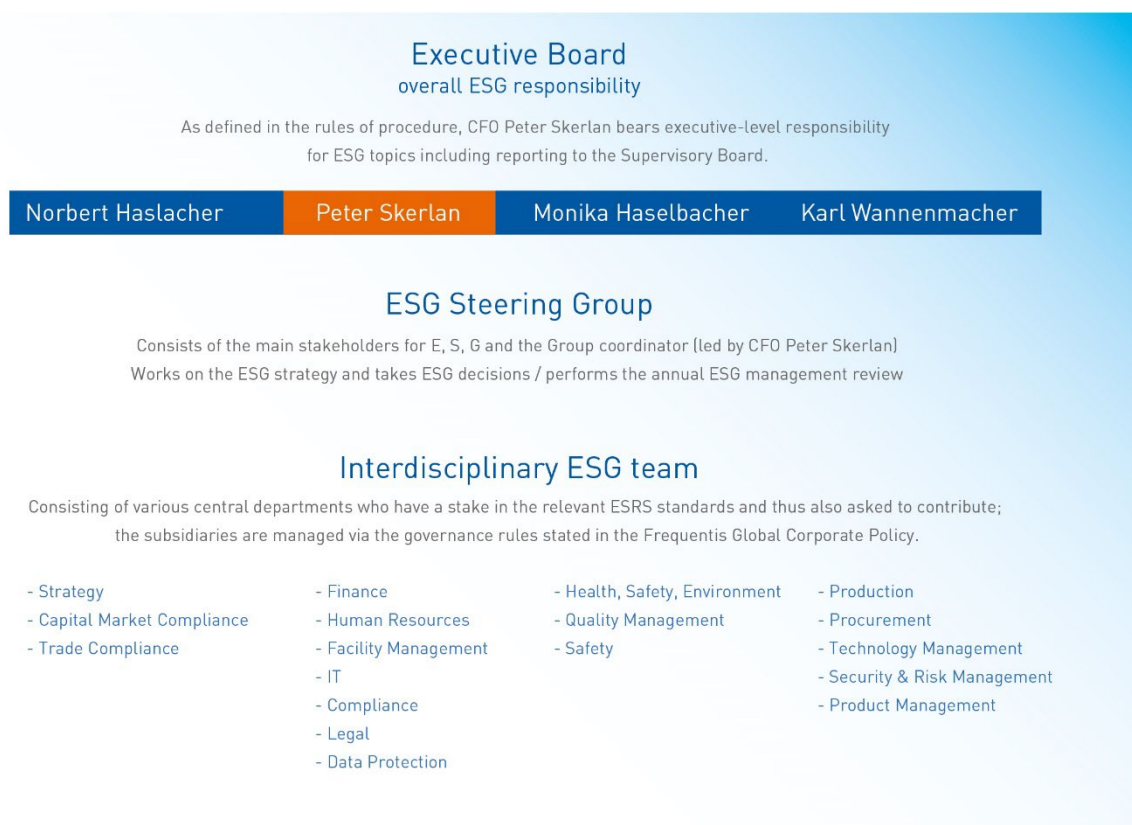 Executive Board
overall ESG responsibility
As defined in the rules of procedure, CFO Peter Skerlan bears executive-level responsibility
for ESG topics including reporting to the Supervisory Board.
Norbert Haslacher
Peter Skerlan
Monika Haselbacher
Karl Wannenmacher
ESG Steering Group
Consists of the main stakeholders for E, S, G and the Group coordinator (led by CFO Peter Skerlan)
Works on the ESG strategy and takes ESG decisions / performs the annual ESG management review
Interdisciplinary ESG team
Consisting of various central departments who have a stake in the relevant ESRS standards and thus also asked to contribute;
the subsidiaries are managed via the governance rules stated in the Frequentis Global Corporate Policy.
- Strategy
- Capital Market Compliance
- Trade Compliance
- Finance
- Human Resources
- Facility Management
- IT
- Compliance
- Legal
- Data Protection
- Health, Safety, Environment
- Quality Management
- Safety
- Production
- Procurement
- Technology Management
- Security & Risk Management
- Product Management